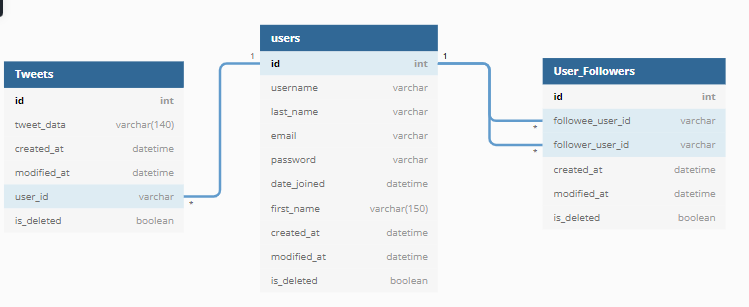 Tweets
id int
tweet_data varchar(140)
created_at datetime
modified_at datetime
user_id varchar
is_deleted boolean
1
*
users
id int
username varchar
last_name varchar
email varchar
password varchar
date_joined datetime
first_name varchar(150)
created_at datetime
modified_at datetime
is_deleted boolean
1
*
*
User_Followers
id int
followee_user_id varchar
follower_user_id varchar
created_at datetime
modified_at datetime
is_deleted boolean